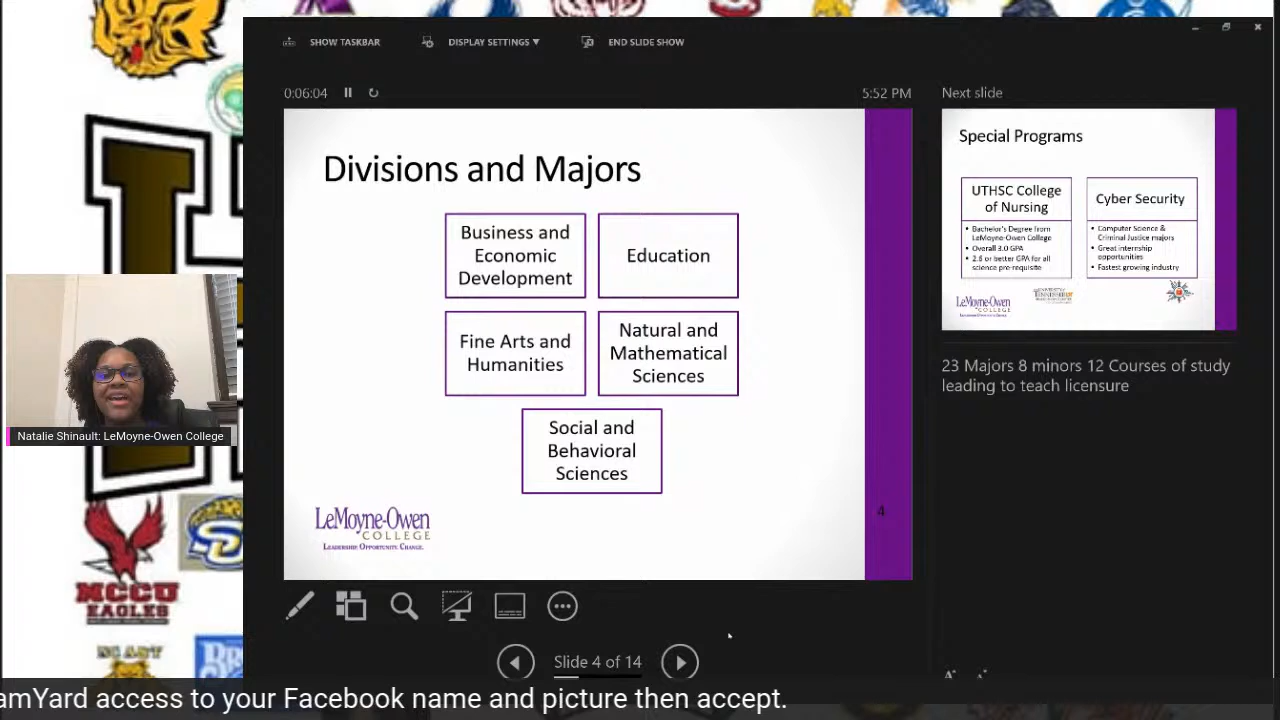 SHOW TASKBAR
DISPLAY SETTINGS ▼
END SLIDE SHOW
0:06:04
5:52 PM
Next slide
Divisions and Majors
Business and
Economic
Development
Education
Fine Arts and
Humanities
Natural and
Mathematical
Sciences
Social and
Behavioral
Sciences
LeMoyne-Owen
COLLEGE
LEADERSHIP. OPPORTUNITY. CHANGE.
4
Special Programs
UTHSC College
of Nursing
• Bachelor's Degree from
LeMoyne-Owen College
• Overall 3.0 GPA
• 2.6 or better GPA for all
science pre-requisite
Cyber Security
• Computer Science &
Criminal Justice majors
• Great internship
opportunities
• Fastest growing industry
LeMoyne-Owen
COLLEGE
23 Majors 8 minors 12 Courses of study
leading to teach licensure
Natalie Shinault: LeMoyne-Owen College
MCCU
EAGLES
NC A&T
Slide 4 of 14
amYard access to your Facebook name and picture then accept.